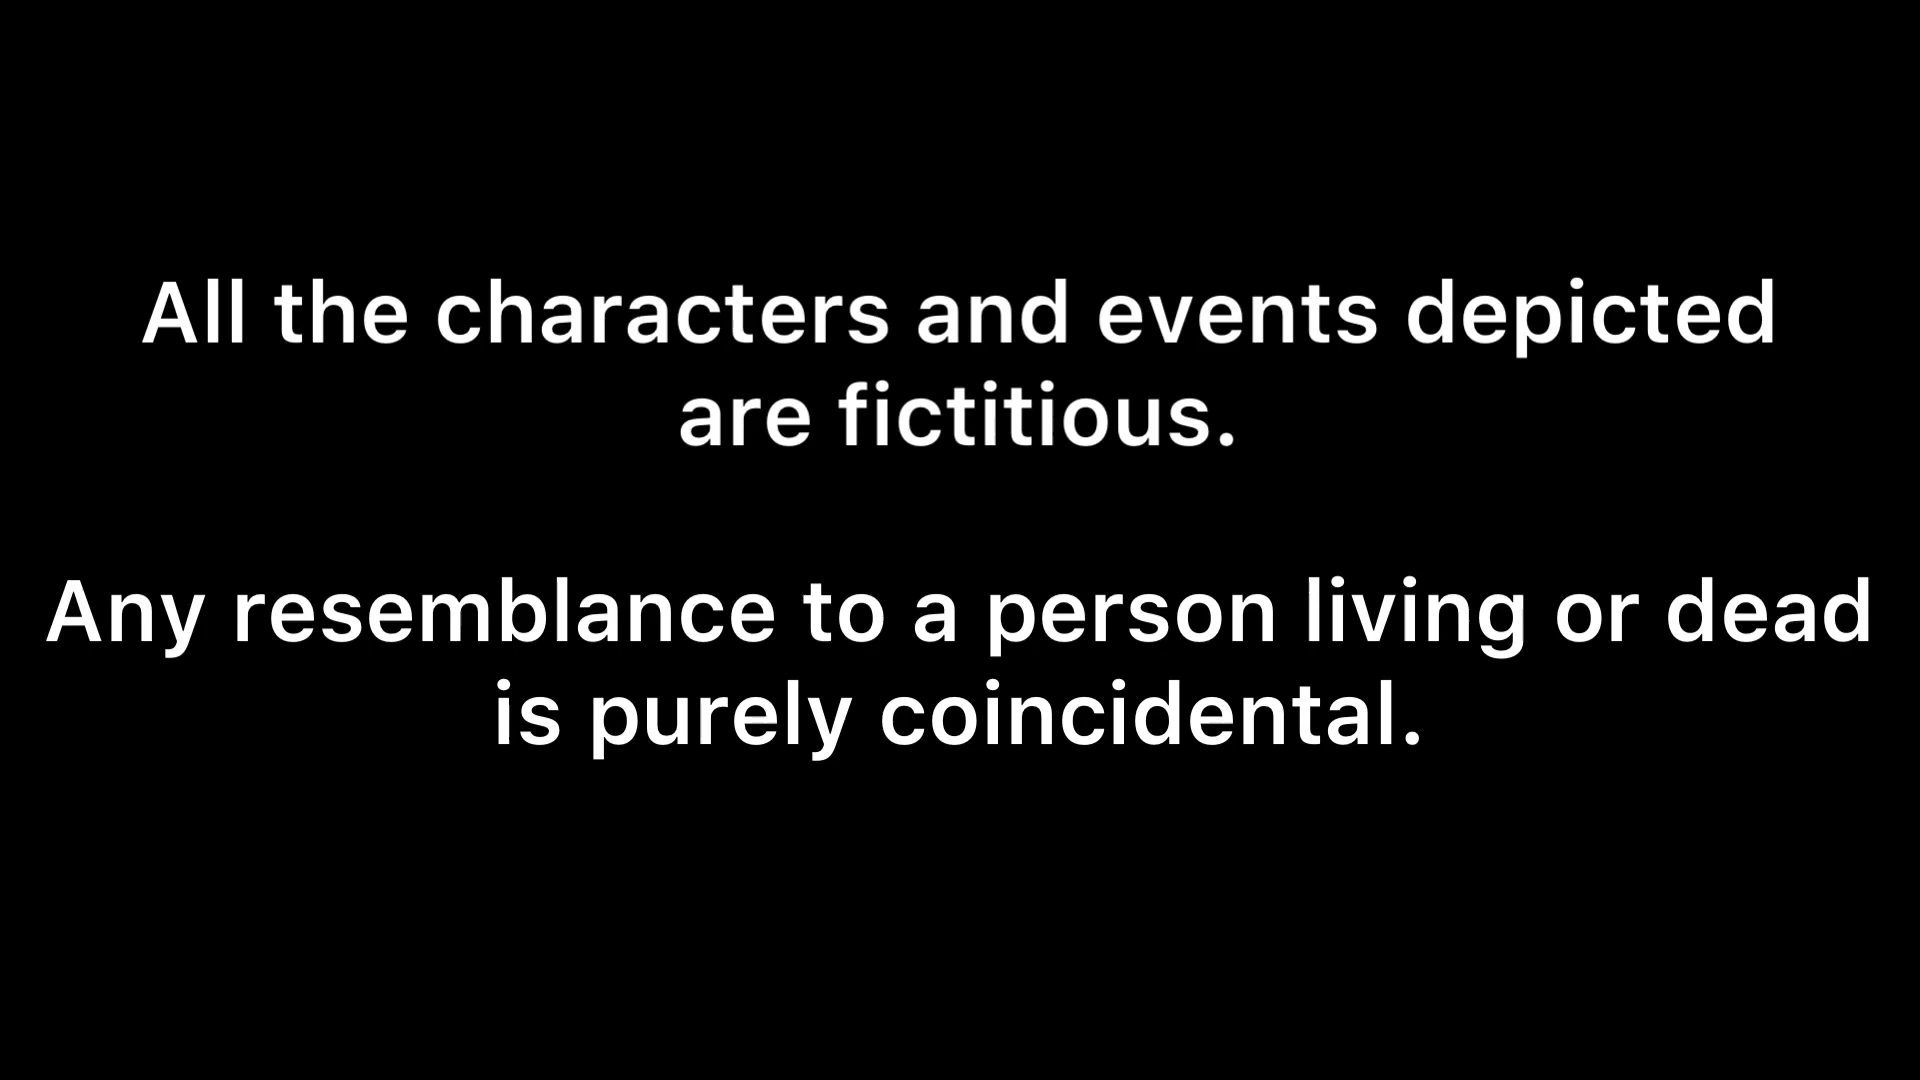 All the characters and events depicted
are fictitious.
Any resemblance to a person living or dead
is purely coincidental.